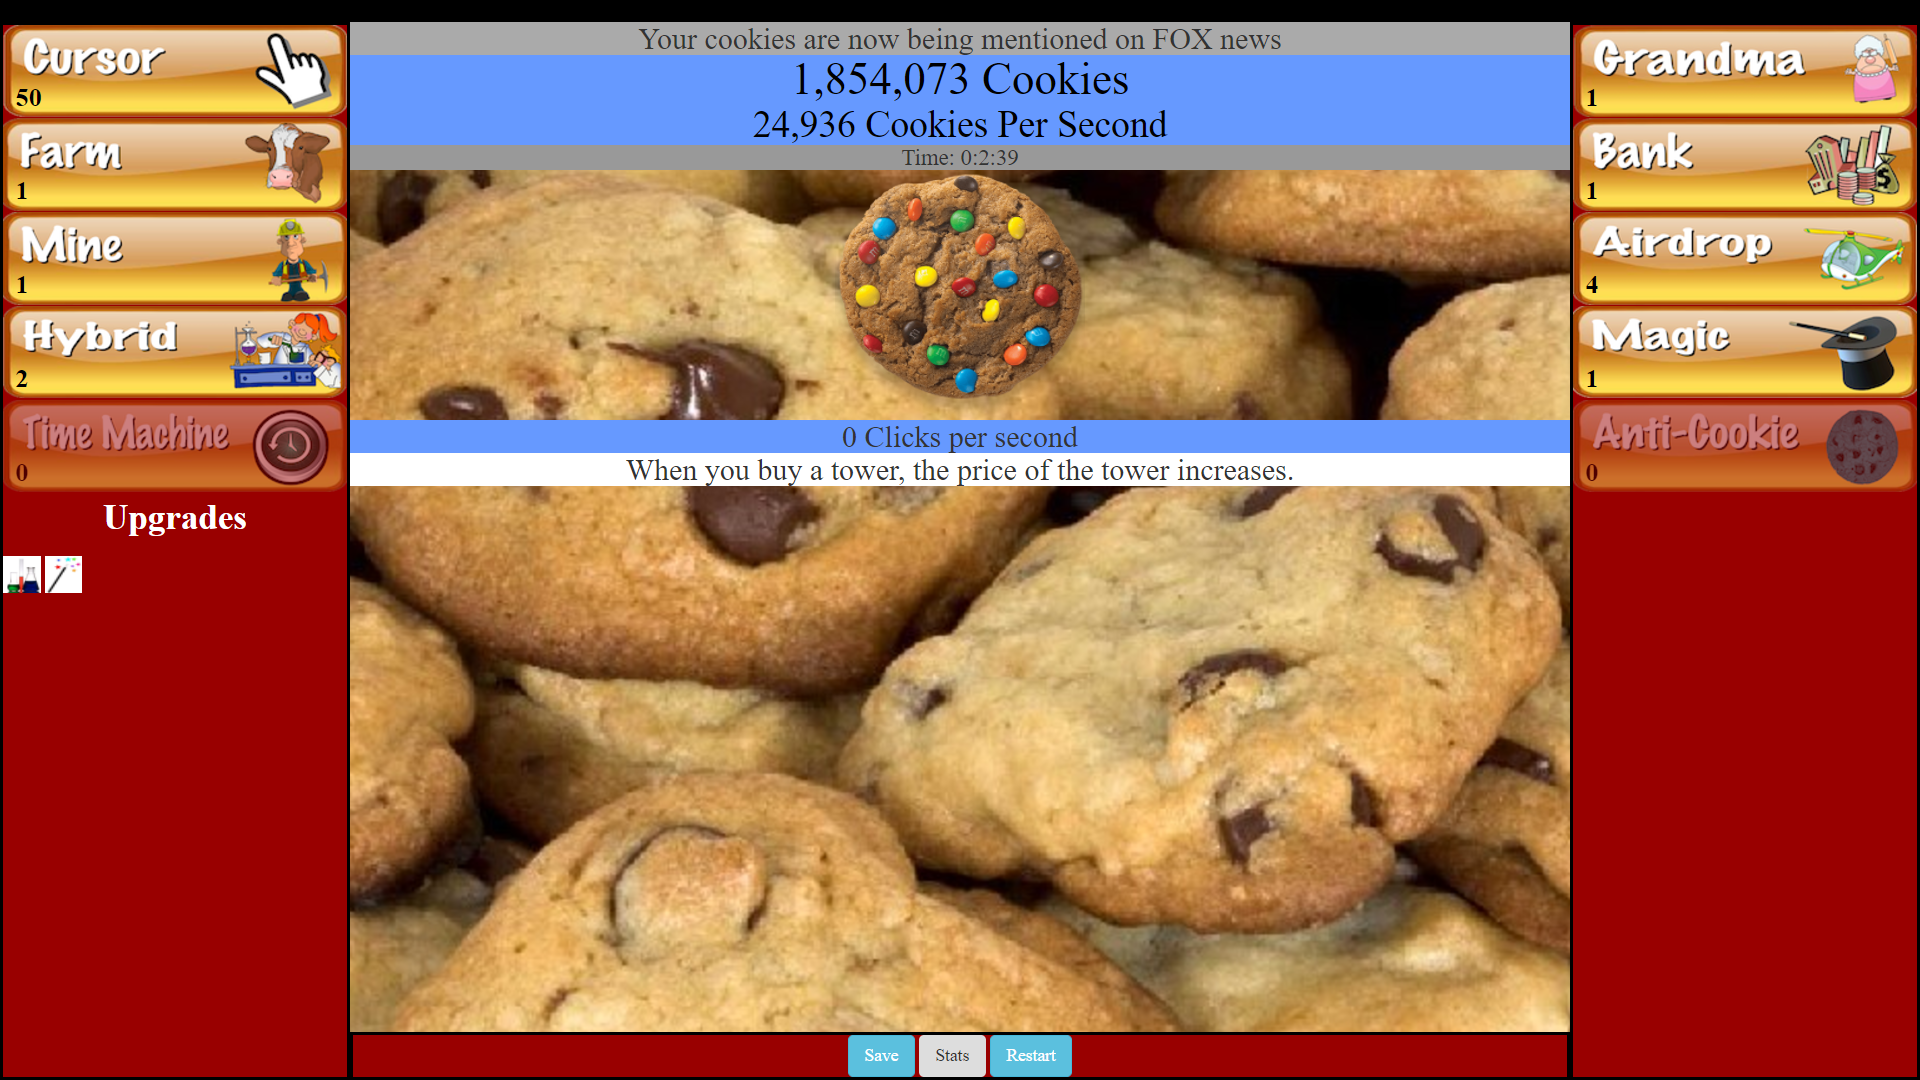 Cursor
50
Farm
1
Mine
1
Hybrid
2
Time Machine
0
Upgrades
Your cookies are now being mentioned on FOX news
1,854,073 Cookies
24,936 Cookies Per Second
Time: 0:2:39
0 Clicks per second
When you buy a tower, the price of the tower increases.
Save Stats Restart
Grandma
1
Bank
1
Airdrop
4
Magic
1
Anti-Cookie
0